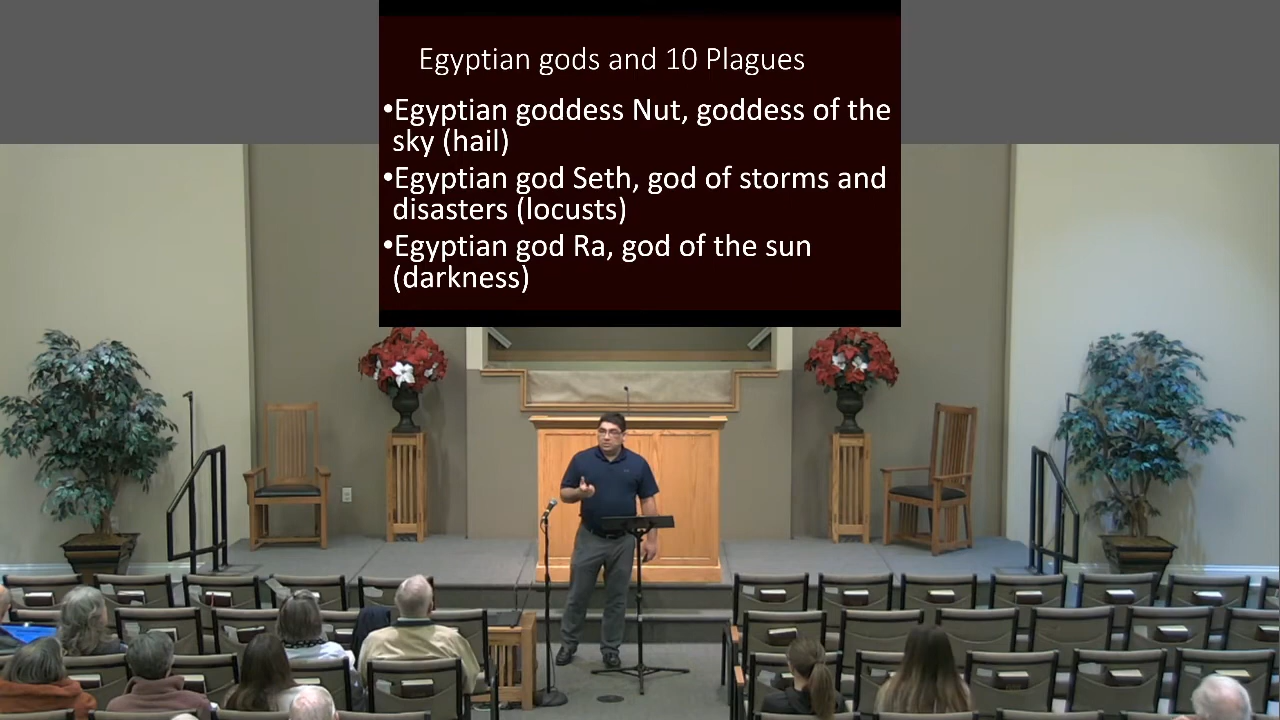 Egyptian gods and 10 Plagues
•Egyptian goddess Nut, goddess of the
sky (hail)
•Egyptian god Seth, god of storms and
disasters (locusts)
•Egyptian god Ra, god of the sun
(darkness)